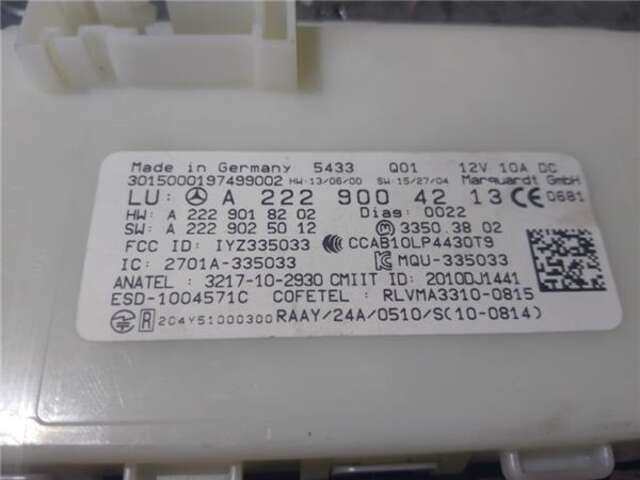 Made in Germany 5433 Q01 12V 10A DC
3015000197499002 HW:13/06/00 SW:15/27/04 Marquardt GmbH
LU: A 222 900 42 13 CE 0681
HW: A 222 901 82 02 Diag: 0022
SW: A 222 902 50 12 3350.38 02
FCC ID: IYZ335033 CCAB10LP4430T9
IC: 2701A-335033 MQU-335033
ANATEL: 3217-10-2930 CMIIT ID: 2010DJ1441
ESD-1004571C COFETEL: RLVMA3310-0815
R 204Y51000300 RAAY/24A/0510/S(10-0814)